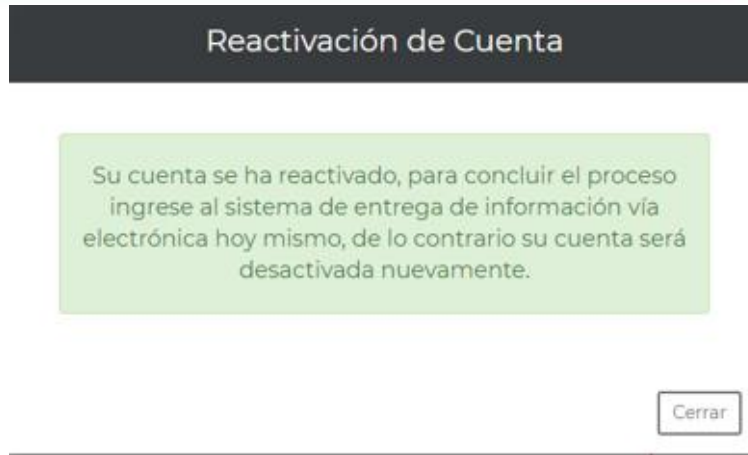 Reactivación de Cuenta
Su cuenta se ha reactivado, para concluir el proceso
ingrese al sistema de entrega de información vía
electrónica hoy mismo, de lo contrario su cuenta será
desactivada nuevamente.
Cerrar